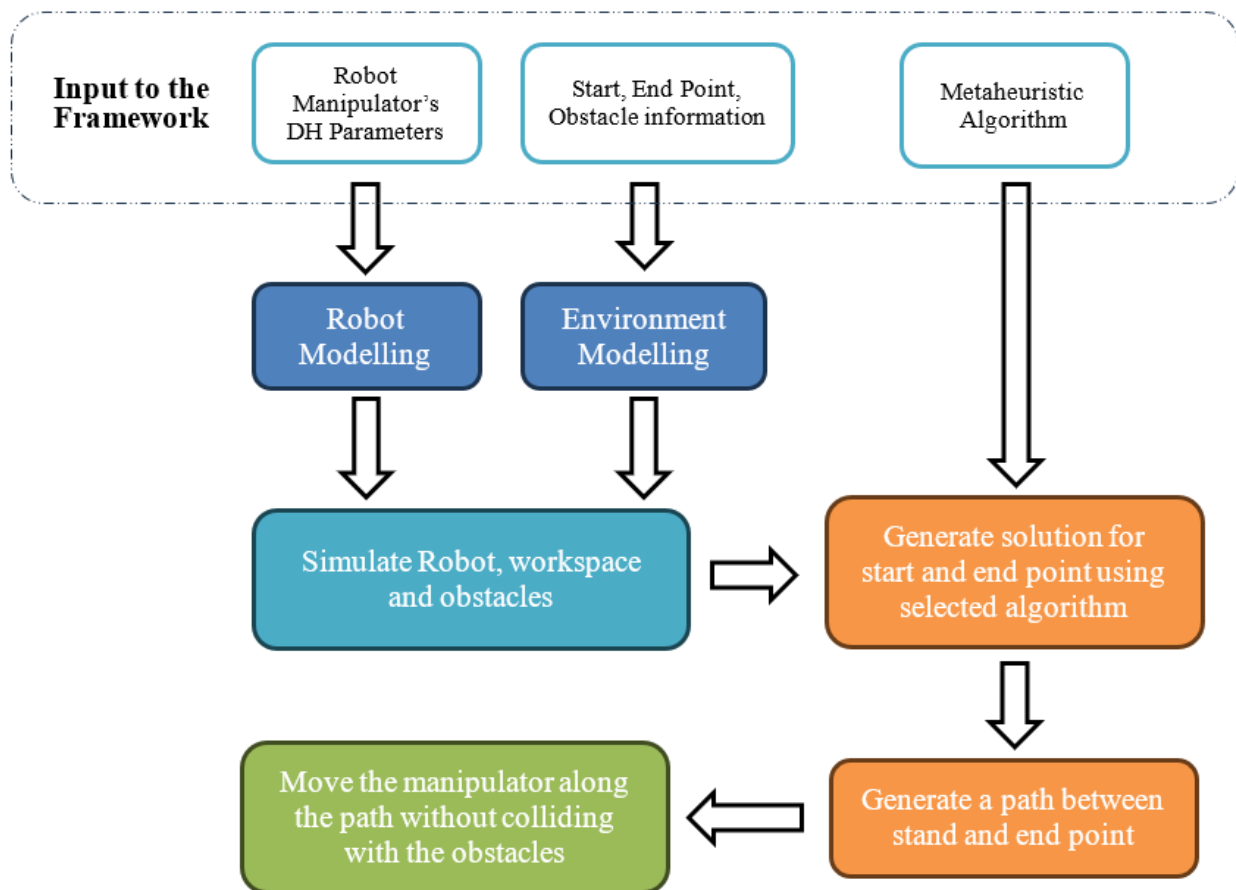 Input to the
Framework
Robot
Manipulator's
DH Parameters
Start, End Point,
Obstacle information
Metaheuristic
Algorithm
Robot
Modelling
Environment
Modelling
Simulate Robot, workspace
and obstacles
Generate solution for
start and end point using
selected algorithm
Move the manipulator along
the path without colliding
with the obstacles
Generate a path between
stand and end point